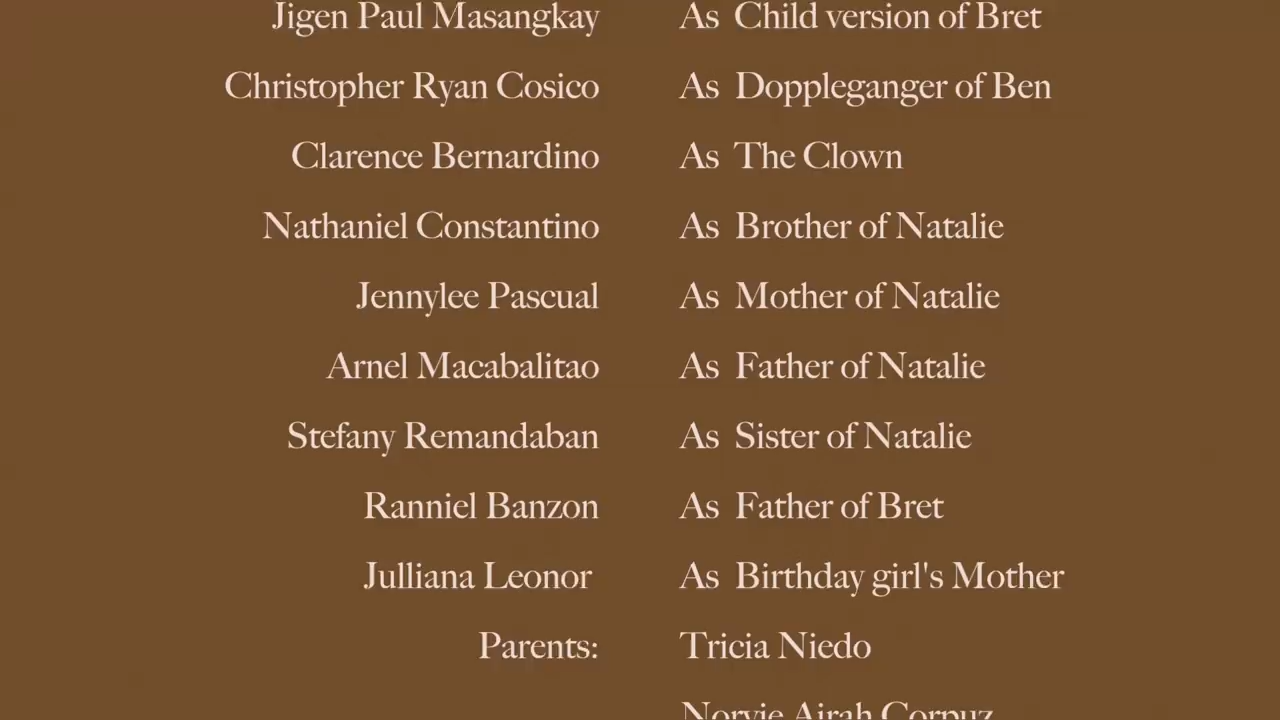 Jigen Paul Masangkay As Child version of Bret
Christopher Ryan Cosico As Doppleganger of Ben
Clarence Bernardino As The Clown
Nathaniel Constantino As Brother of Natalie
Jennylee Pascual As Mother of Natalie
Arnel Macabalitao As Father of Natalie
Stefany Remandaban As Sister of Natalie
Ranniel Banzon As Father of Bret
Julliana Leonor As Birthday girl's Mother
Parents: Tricia Niedo
Norvie Airah Corpuz